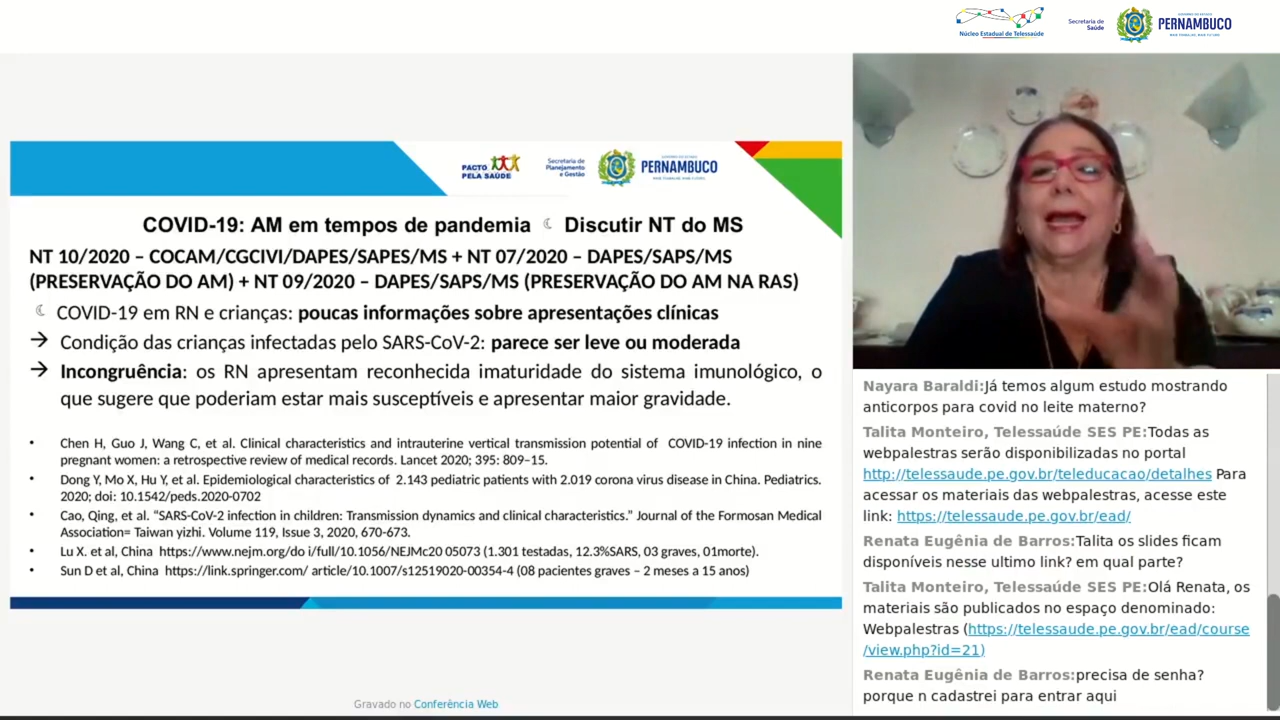 Núcleo Estadual de Telessaúde
Secretaria de
Saúde
GOVERNO DO ESTADO
PERNAMBUCO
MAIS TRABALHO, MAIS FUTURO
PACTO
PELA SAÚDE
Secretaria de
Planejamento
e Gestão
GOVERNO DO ESTADO
PERNAMBUCO
MAIS TRABALHO, MAIS FUTURO
COVID-19: AM em tempos de pandemia ☾ Discutir NT do MS
NT 10/2020 – COCAM/CGCIVI/DAPES/SAPES/MS + NT 07/2020 – DAPES/SAPS/MS
(PRESERVAÇÃO DO AM) + NT 09/2020 – DAPES/SAPS/MS (PRESERVAÇÃO DO AM NA RAS)
☾ COVID-19 em RN e crianças: poucas informações sobre apresentações clínicas
→ Condição das crianças infectadas pelo SARS-CoV-2: parece ser leve ou moderada
→ Incongruência: os RN apresentam reconhecida imaturidade do sistema imunológico, o
que sugere que poderiam estar mais susceptíveis e apresentar maior gravidade.
• Chen H, Guo J, Wang C, et al. Clinical characteristics and intrauterine vertical transmission potential of COVID-19 infection in nine
pregnant women: a retrospective review of medical records. Lancet 2020; 395: 809–15.
• Dong Y, Mo X, Hu Y, et al. Epidemiological characteristics of 2.143 pediatric patients with 2.019 corona virus disease in China. Pediatrics.
2020; doi: 10.1542/peds.2020-0702
• Cao, Qing, et al. “SARS-CoV-2 infection in children: Transmission dynamics and clinical characteristics.” Journal of the Formosan Medical
Association= Taiwan yizhi. Volume 119, Issue 3, 2020, 670-673.
• Lu X. et al, China https://www.nejm.org/do i/full/10.1056/NEJMc20 05073 (1.301 testadas, 12.3%SARS, 03 graves, 01morte).
• Sun D et al, China https://link.springer.com/ article/10.1007/s12519020-00354-4 (08 pacientes graves – 2 meses a 15 anos)
Gravado no Conferência Web
Nayara Baraldi:Já temos algum estudo mostrando
anticorpos para covid no leite materno?
Talita Monteiro, Telessaúde SES PE:Todas as
webpalestras serão disponibilizadas no portal
http://telessaude.pe.gov.br/teleducacao/detalhes Para
acessar os materiais das webpalestras, acesse este
link: https://telessaude.pe.gov.br/ead/
Renata Eugênia de Barros:Talita os slides ficam
disponíveis nesse ultimo link? em qual parte?
Talita Monteiro, Telessaúde SES PE:Olá Renata, os
materiais são publicados no espaço denominado:
Webpalestras (https://telessaude.pe.gov.br/ead/course
/view.php?id=21)
Renata Eugênia de Barros:precisa de senha?
porque n cadastrei para entrar aqui